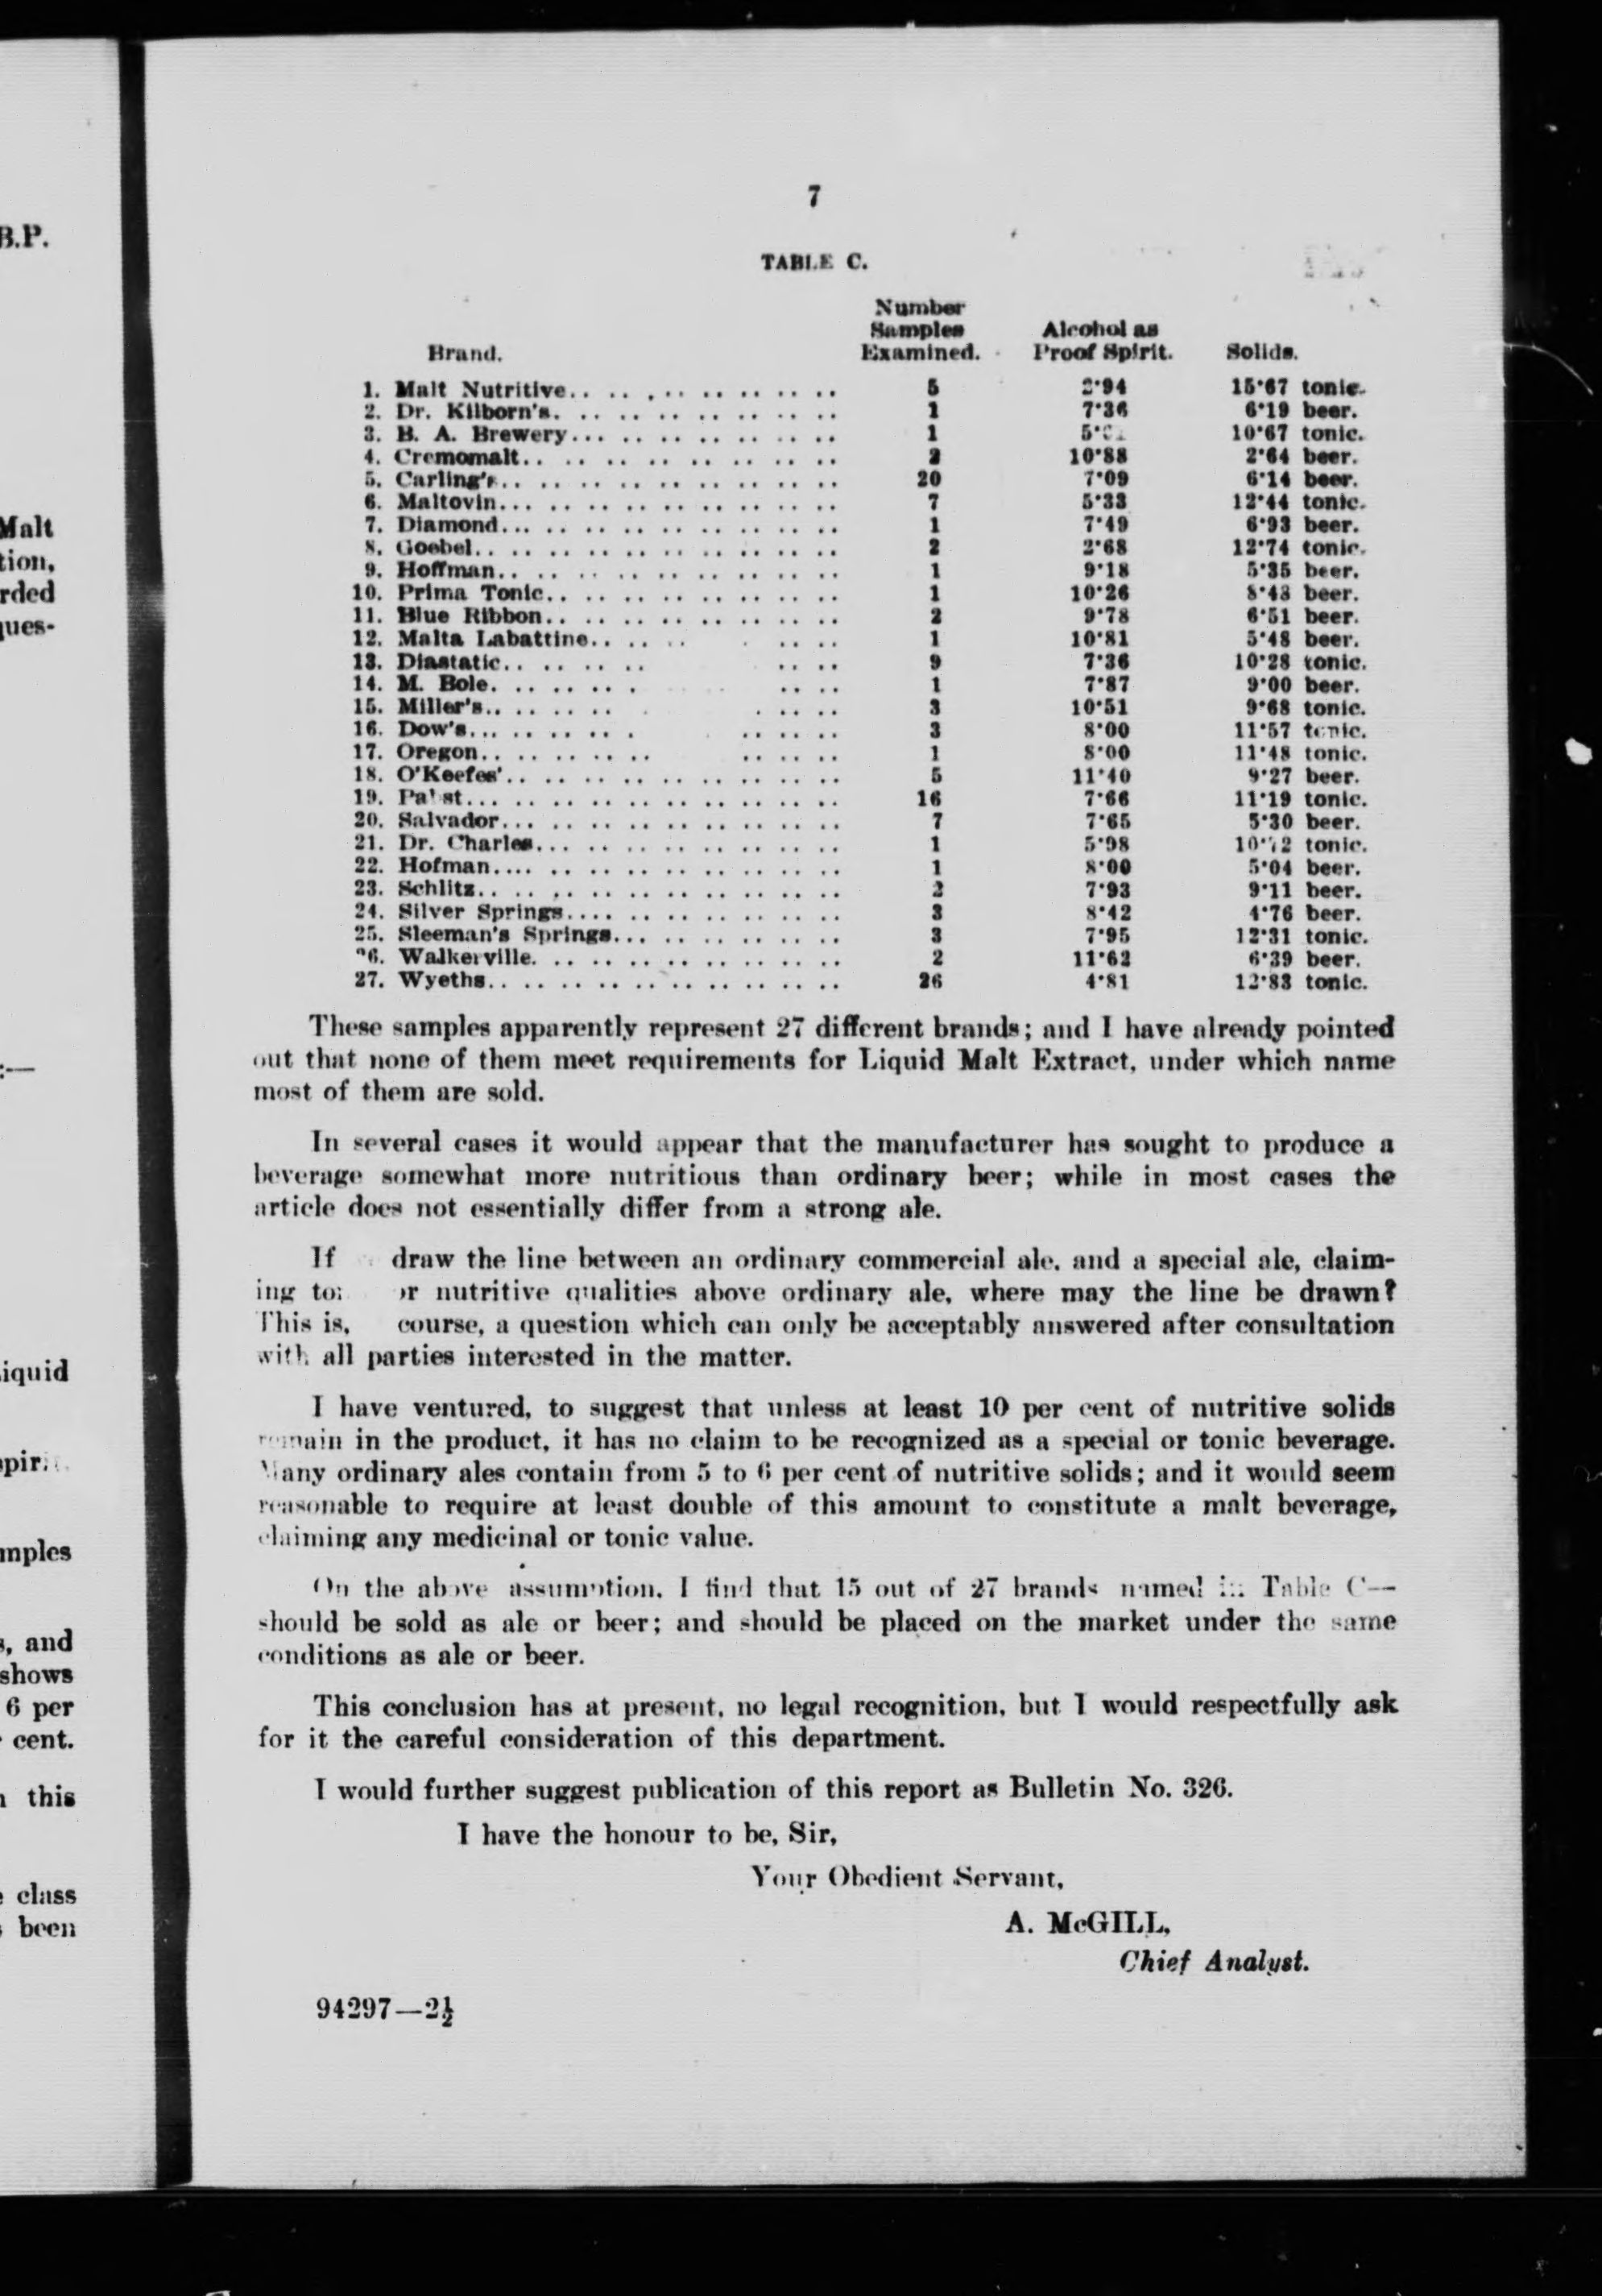 B.P.
Malt
tion,
rded
ques-
:—
iquid
mples
, and
shows
6 per
cent.
this
class
been
7
TABLE C.
Brand. Number Samples Examined. Alcohol as Proof Spirit. Solids.
1. Malt Nutritive 5 2·94 15·67 tonic.
2. Dr. Kilborn's 1 7·36 6·19 beer.
3. B. A. Brewery 1 10·67 tonic.
4. Cremomalt 2 10·88 2·64 beer.
5. Carling's 20 7·09 6·14 beer.
6. Maltovin 7 5·33 12·44 tonic.
7. Diamond 1 7·49 6·93 beer.
8. Goebel 2 2·68 12·74 tonic.
9. Hoffman 1 9·18 5·35 beer.
10. Prima Tonic 1 10·26 8·43 beer.
11. Blue Ribbon 2 9·78 6·51 beer.
12. Malta Labattine 1 10·81 5·48 beer.
13. Diastatic 9 7·36 10·28 tonic.
14. M. Bole 1 7·87 9·00 beer.
15. Miller's 3 10·51 9·68 tonic.
16. Dow's 3 8·00 11·57 tonic.
17. Oregon 1 8·00 11·48 tonic.
18. O'Keefes' 5 11·40 9·27 beer.
19. Pabst 16 7·66 11·19 tonic.
20. Salvador 7 7·65 5·30 beer.
21. Dr. Charles 1 5·98 tonic.
22. Hofman 1 8·00 5·04 beer.
23. Schlitz 2 7·93 9·11 beer.
24. Silver Springs 3 8·42 4·76 beer.
25. Sleeman's Springs 3 7·95 12·31 tonic.
26. Walkerville 2 11·62 6·39 beer.
27. Wyeths 26 4·81 12·83 tonic.
These samples apparently represent 27 different brands; and I have already pointed
out that none of them meet requirements for Liquid Malt Extract, under which name
most of them are sold.
In several cases it would appear that the manufacturer has sought to produce a
beverage somewhat more nutritious than ordinary beer; while in most cases the
article does not essentially differ from a strong ale.
If draw the line between an ordinary commercial ale, and a special ale, claim-
ing nutritive qualities above ordinary ale, where may the line be drawn?
This is, course, a question which can only be acceptably answered after consultation
with all parties interested in the matter.
I have ventured, to suggest that unless at least 10 per cent of nutritive solids
remain in the product, it has no claim to be recognized as a special or tonic beverage.
Many ordinary ales contain from 5 to 6 per cent of nutritive solids; and it would seem
reasonable to require at least double of this amount to constitute a malt beverage,
claiming any medicinal or tonic value.
On the above assumption, I find that 15 out of 27 brands named in Table C—
should be sold as ale or beer; and should be placed on the market under the same
conditions as ale or beer.
This conclusion has at present, no legal recognition, but I would respectfully ask
for it the careful consideration of this department.
I would further suggest publication of this report as Bulletin No. 326.
I have the honour to be, Sir,
Your Obedient Servant,
A. McGILL,
Chief Analyst.
94297—2½